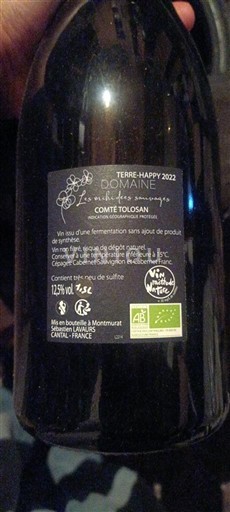 TERRE-HAPPY 2022
DOMAINE
Les orchidées sauvages
COMTÉ TOLOSAN
INDICATION GÉOGRAPHIQUE PROTÉGÉE
Vin issu d'une fermentation sans ajout de produit
de synthèse.
Vin non filtré, risque de dépôt naturel.
Conserver à une température inférieure à 15°C.
Cépages: Cabernet Sauvignon et Cabernet Franc.
Contient très peu de sulfite
12,5% vol. 75cL
Vin
méthode
Nature
Mis en bouteille à Montmurat
Sébastien LAVAURS
CANTAL - FRANCE
AB